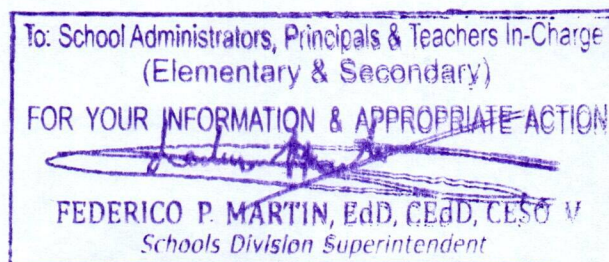 To: School Administrators, Principals & Teachers In-Charge
(Elementary & Secondary)
FOR YOUR INFORMATION & APPROPRIATE ACTION
FEDERICO P. MARTIN, EdD, CEdD, CESO V
Schools Division Superintendent